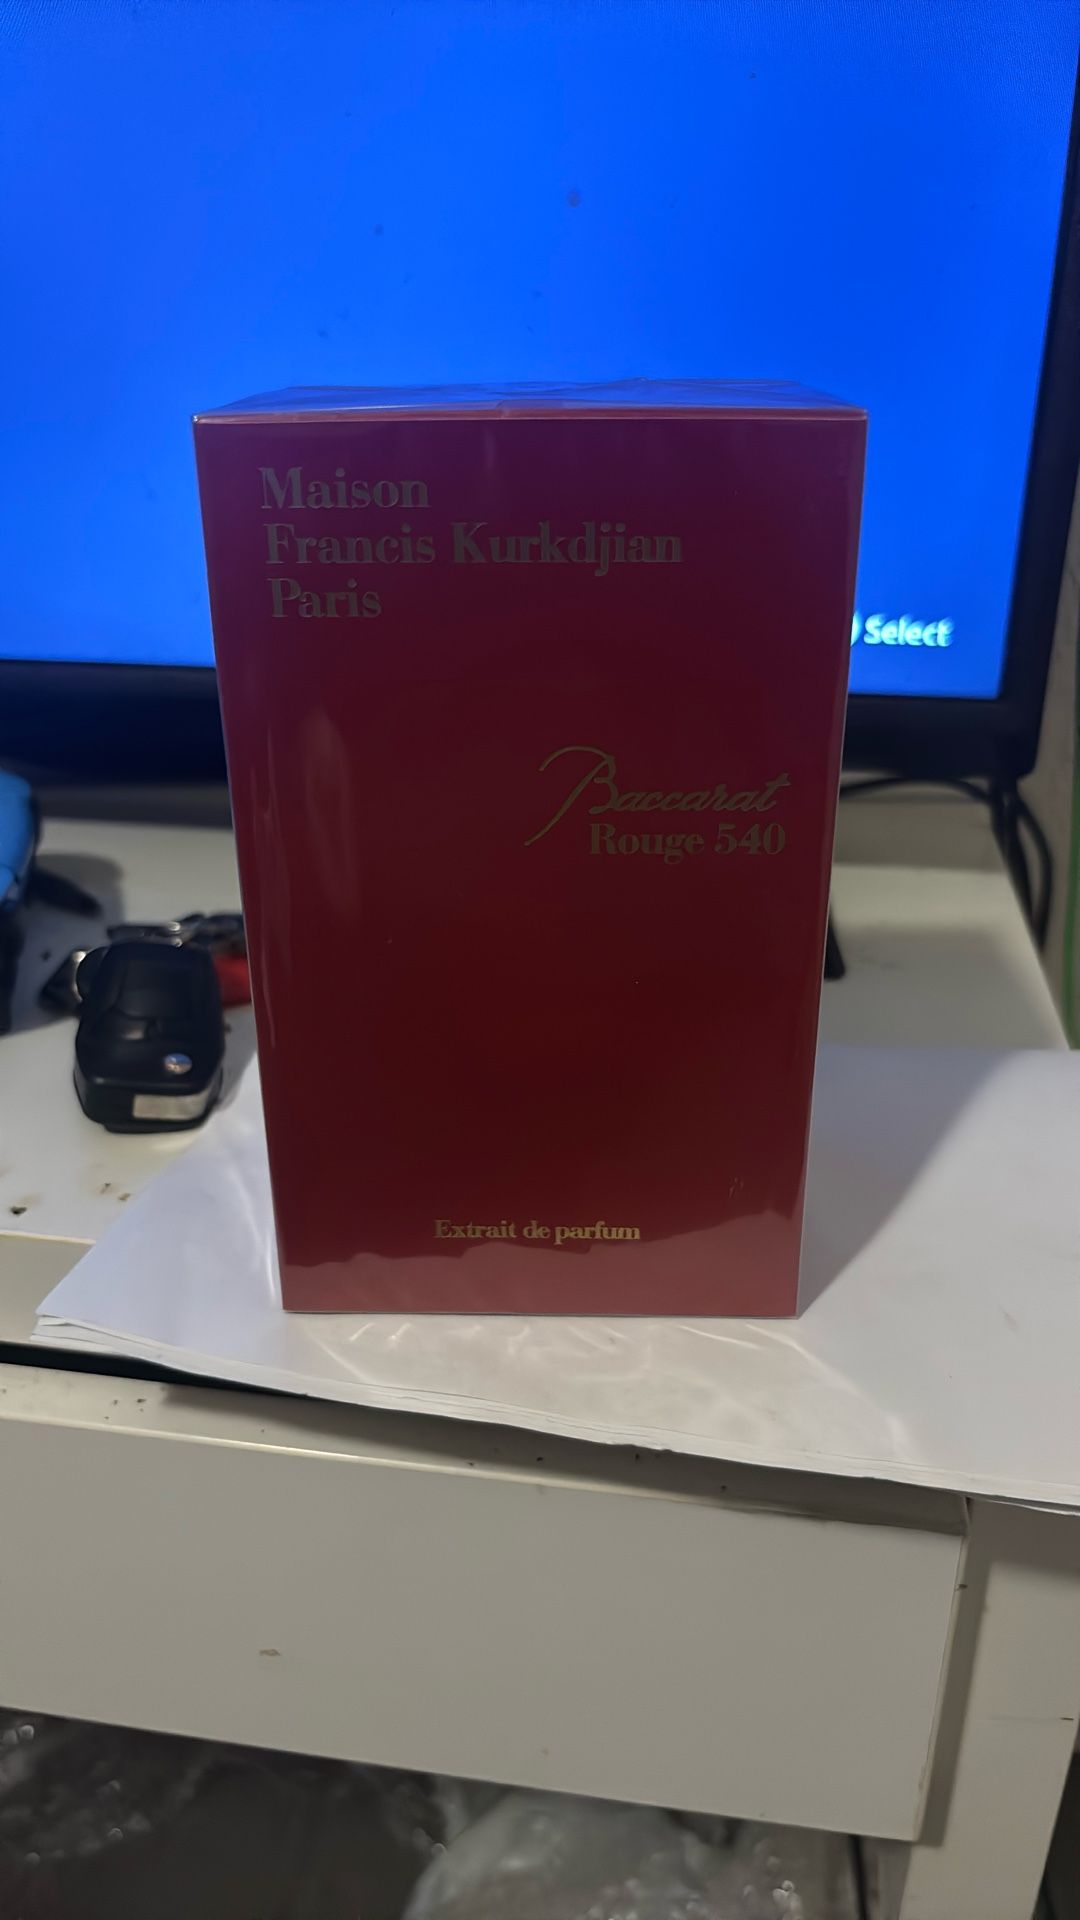 Maison
Francis Kurkdjian
Paris
Select
Baccarat
Rouge 540
Extrait de parfum